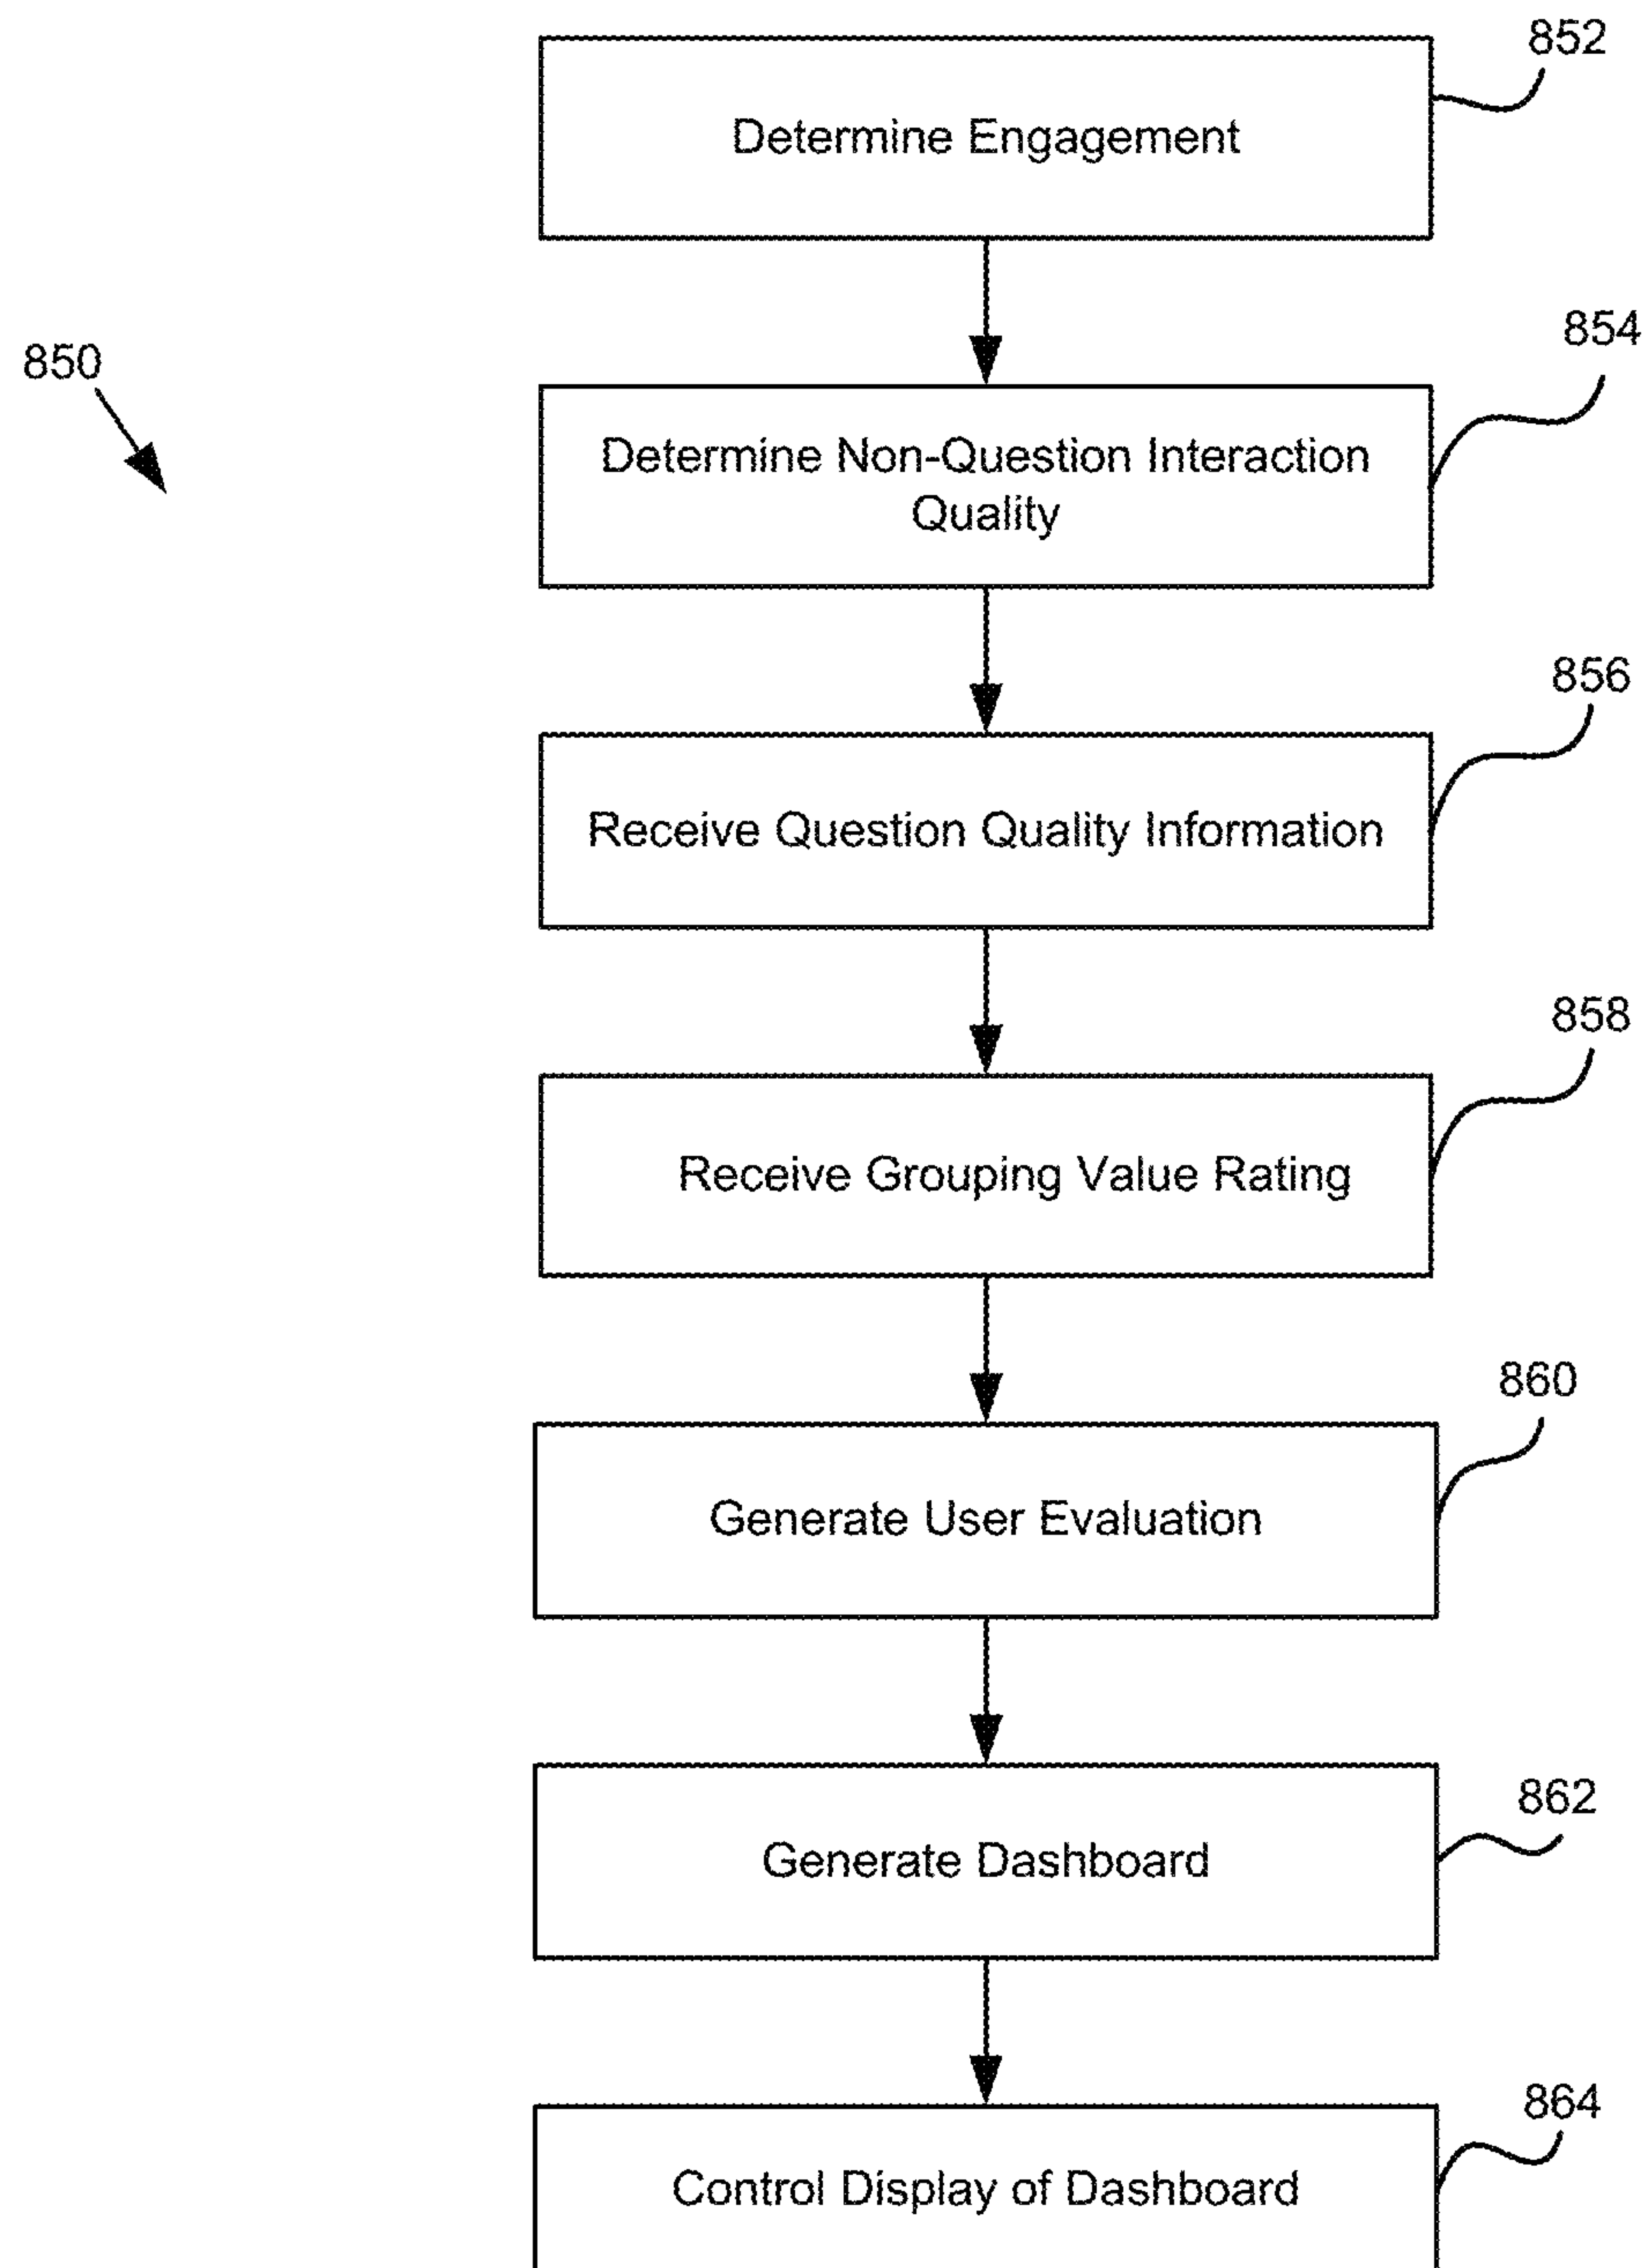 852
Determine Engagement
854
850
Determine Non-Question Interaction
Quality
856
Receive Question Quality Information
858
Receive Grouping Value Rating
860
Generate User Evaluation
862
Generate Dashboard
864
Control Display of Dashboard